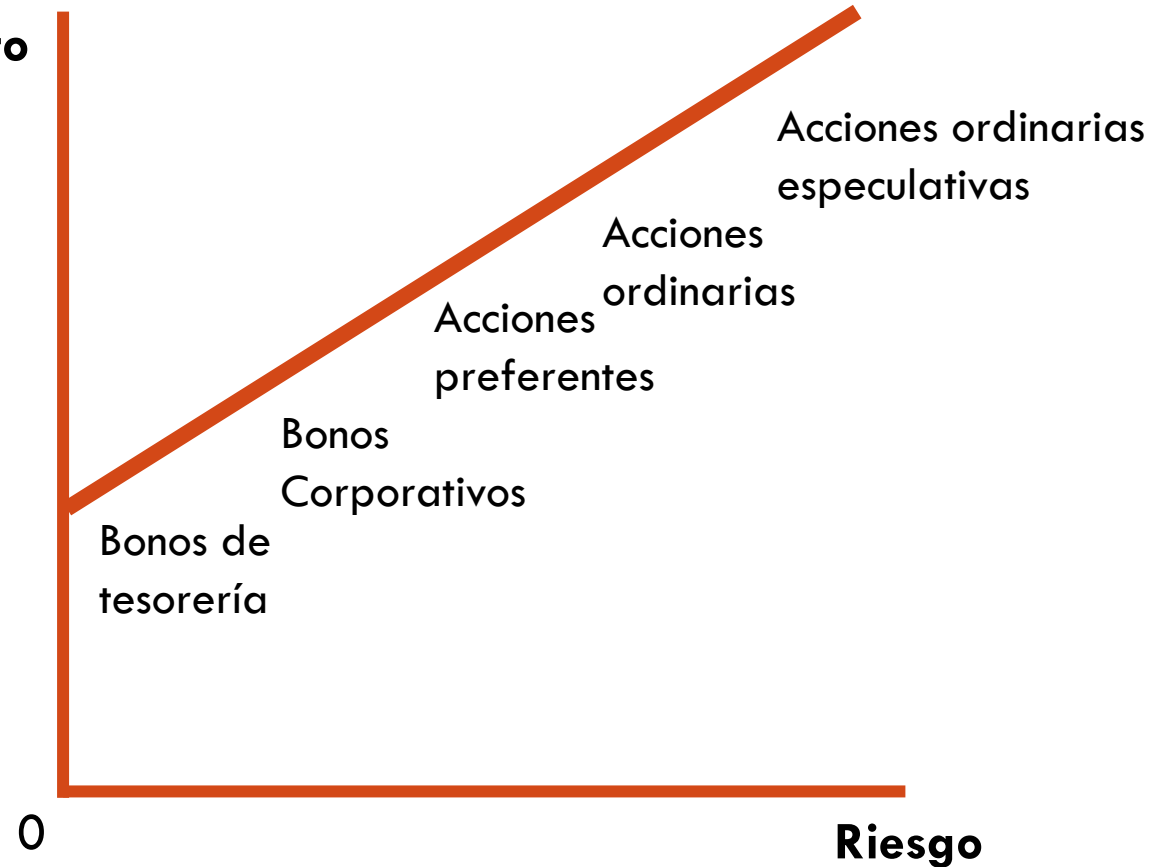 Acciones ordinarias
especulativas
Acciones
ordinarias
Acciones
preferentes
Bonos
Corporativos
Bonos de
tesorería
0
Riesgo